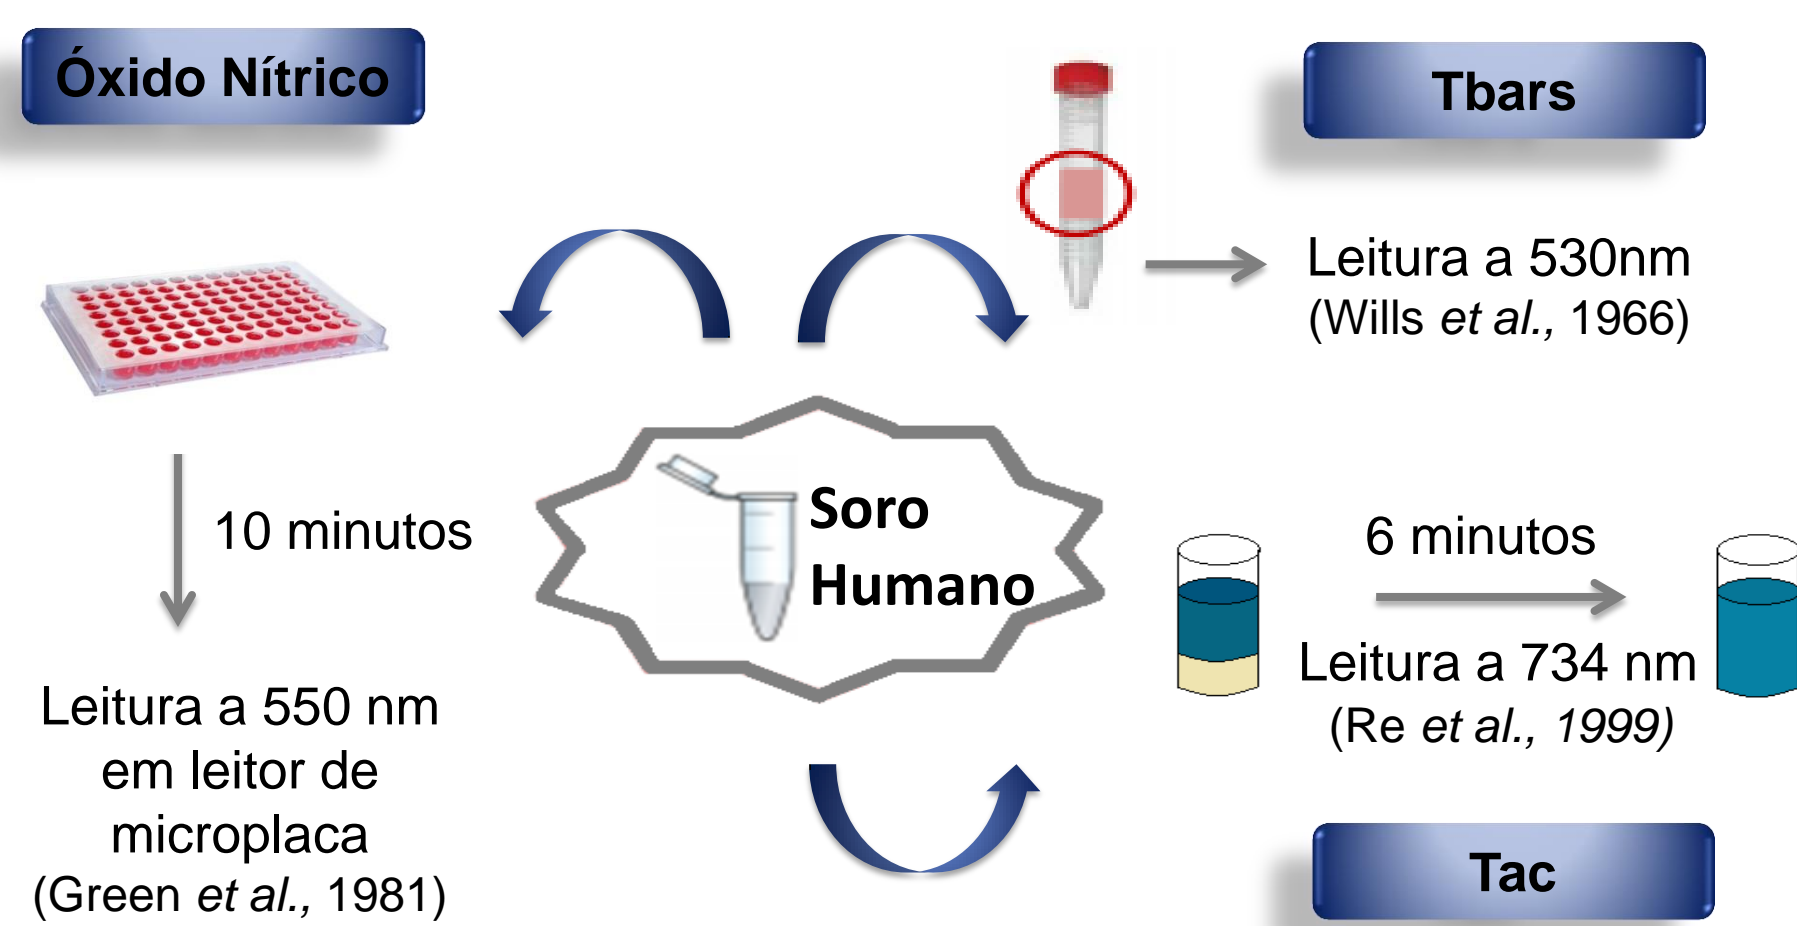 Óxido Nítrico
10 minutos
Leitura a 550 nm
em leitor de
microplaca
(Green et al., 1981)
Soro
Humano
Tbars
Leitura a 530nm
(Wills et al., 1966)
6 minutos
Leitura a 734 nm
(Re et al., 1999)
Tac